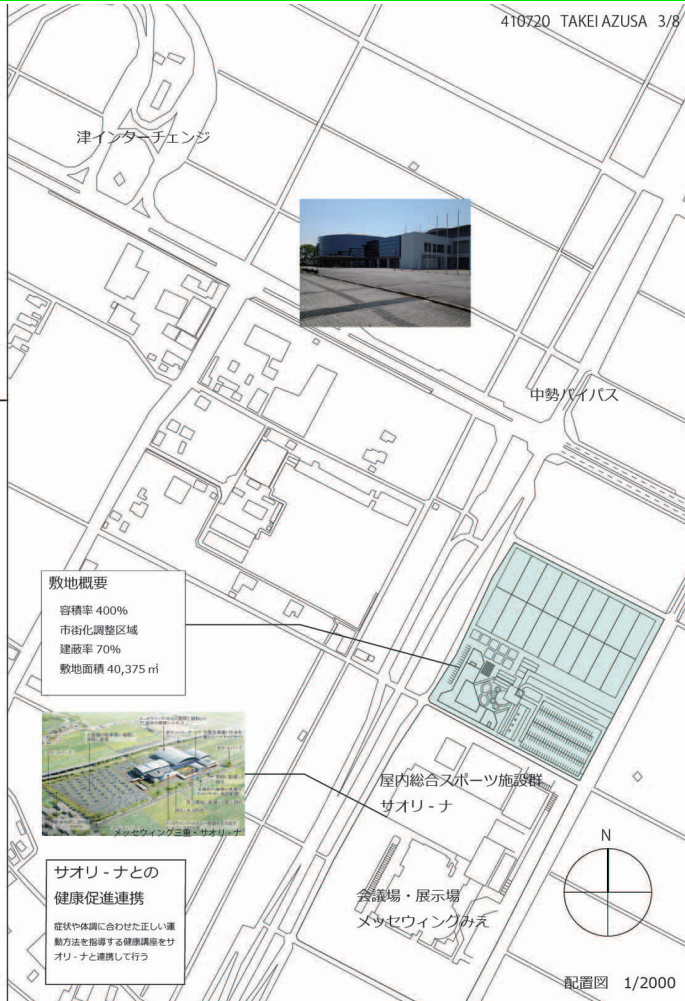 410720 TAKEI AZUSA 3/8
津インターチェンジ
中勢バイパス
敷地概要
容積率 400%
市街化調整区域
建蔽率 70%
敷地面積 40,375 ㎡
屋内総合スポーツ施設群
サオリ - ナ
メッセウィング三重・サオリーナ
会議場・展示場
メッセウィングみえ
サオリ - ナとの
健康促進連携
症状や体調に合わせた正しい運
動方法を指導する健康講座をサ
オリ - ナと連携して行う
N
配置図 1/2000